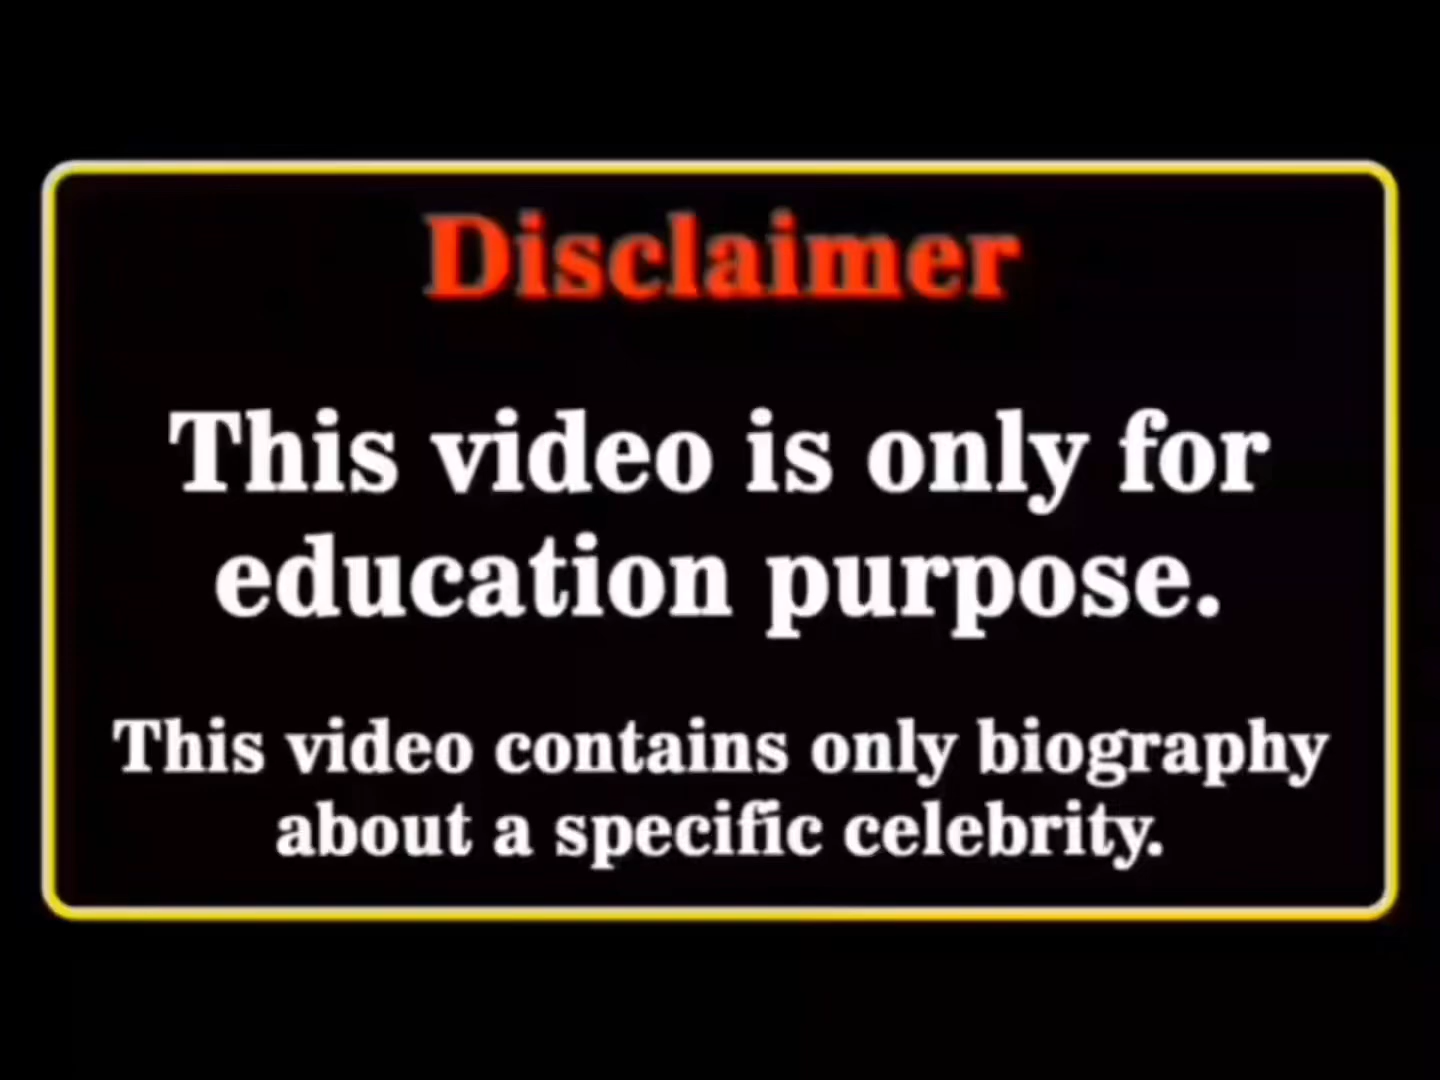 Disclaimer
This video is only for
education purpose.
This video contains only biography
about a specific celebrity.